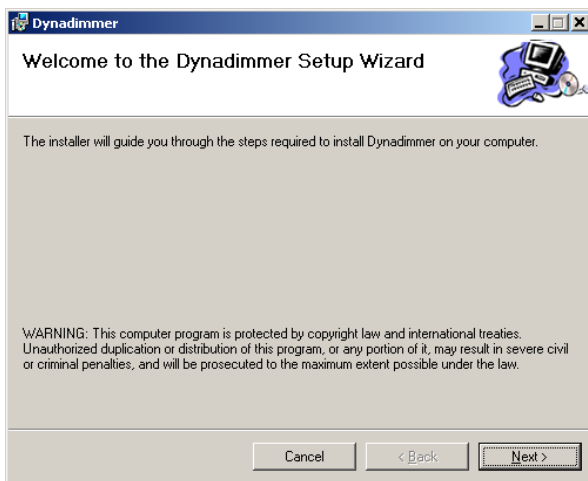 Dynadimmer
Welcome to the Dynadimmer Setup Wizard
The installer will guide you through the steps required to install Dynadimmer on your computer.
WARNING: This computer program is protected by copyright law and international treaties.
Unauthorized duplication or distribution of this program, or any portion of it, may result in severe civil
or criminal penalties, and will be prosecuted to the maximum extent possible under the law.
Cancel
< Back
Next >